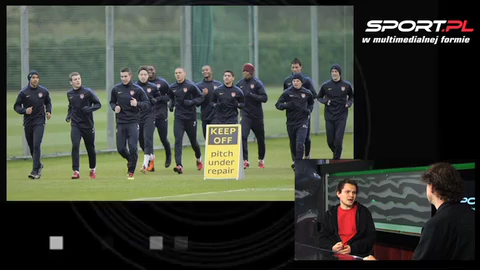 SPORT.PL
w multimedialnej formie
KEEP
OFF
pitch
under
repair